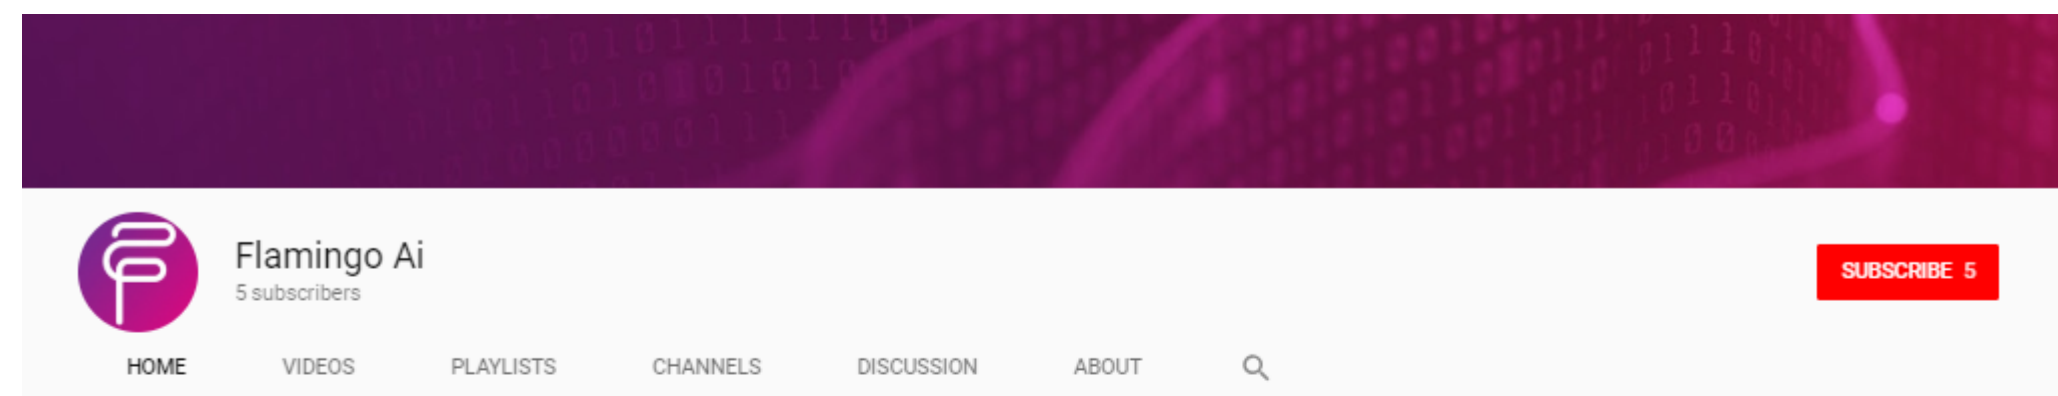 Flamingo Ai
5 subscribers
SUBSCRIBE 5
HOME VIDEOS PLAYLISTS CHANNELS DISCUSSION ABOUT